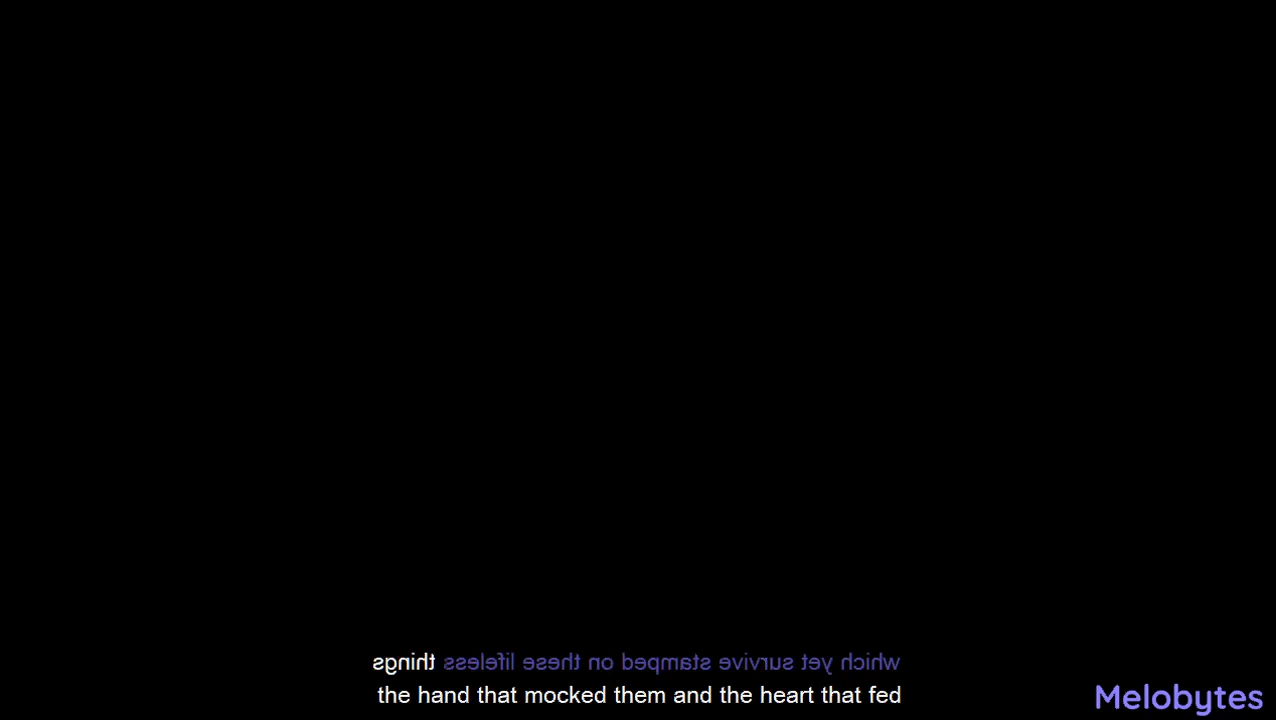 which yet survive stamped on these lifeless things
the hand that mocked them and the heart that fed
Melobytes